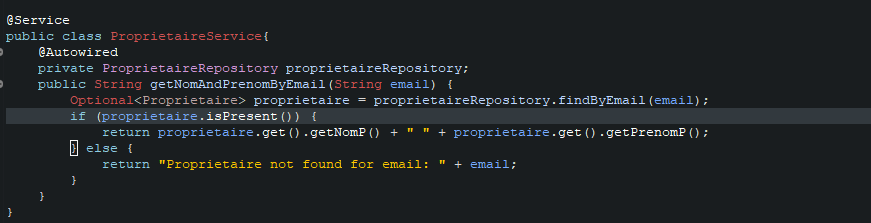 @Service
public class ProprietaireService{
    @Autowired
    private ProprietaireRepository proprietaireRepository;
    public String getNomAndPrenomByEmail(String email) {
        Optional<Proprietaire> proprietaire = proprietaireRepository.findByEmail(email);
        if (proprietaire.isPresent()) {
            return proprietaire.get().getNomP() + " " + proprietaire.get().getPrenomP();
        } else {
            return "Proprietaire not found for email: " + email;
        }
    }
}